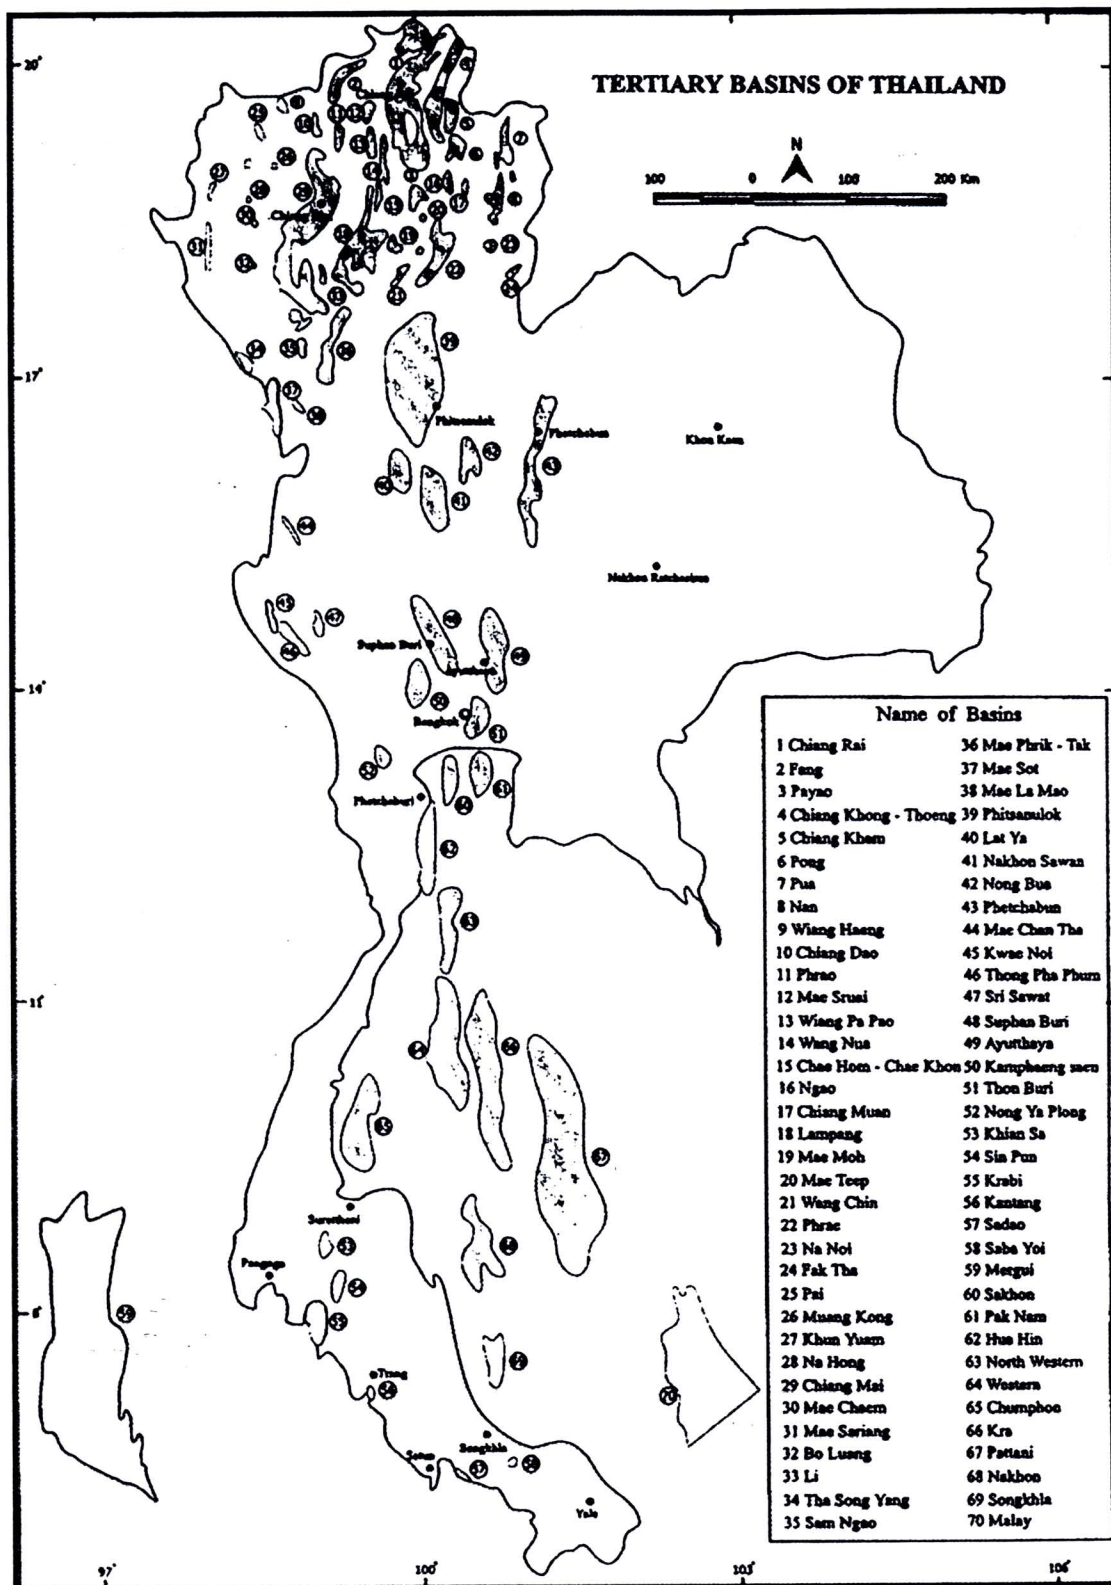 TERTIARY BASINS OF THAILAND
N
100 0 100 200 Km
20°
17°
14°
11°
8°
97° 100° 103° 106°
Phitsanulok
Phetchabun
Khon Kaen
Nakhon Ratchasima
Suphan Buri
Ayutthaya
Bangkok
Phetchaburi
Suratthani
Pangnga
Trang
Satun
Songkhla
Yala
Name of Basins
1 Chiang Rai
2 Fang
3 Payao
4 Chiang Khong - Thoeng
5 Chiang Kham
6 Pong
7 Pua
8 Nan
9 Wiang Haeng
10 Chiang Dao
11 Phrao
12 Mae Sruai
13 Wiang Pa Pao
14 Wang Nua
15 Chae Hom - Chae Khon
16 Ngao
17 Chiang Muan
18 Lampang
19 Mae Moh
20 Mae Teep
21 Wang Chin
22 Phrae
23 Na Noi
24 Fak Tha
25 Pai
26 Muang Kong
27 Khun Yuam
28 Na Hong
29 Chiang Mai
30 Mae Chaem
31 Mae Sariang
32 Bo Luang
33 Li
34 Tha Song Yang
35 Sam Ngao
36 Mae Phrik - Tak
37 Mae Sot
38 Mae La Mao
39 Phitsanulok
40 Lat Ya
41 Nakhon Sawan
42 Nong Bua
43 Phetchabun
44 Mae Chan Tha
45 Kwae Noi
46 Thong Pha Phum
47 Sri Sawat
48 Suphan Buri
49 Ayutthaya
50 Kamphaeng saen
51 Thon Buri
52 Nong Ya Plong
53 Khian Sa
54 Sin Pun
55 Krabi
56 Kantang
57 Sadao
58 Saba Yoi
59 Mergui
60 Sakhon
61 Pak Nam
62 Hua Hin
63 North Western
64 Western
65 Chumphon
66 Kra
67 Pattani
68 Nakhon
69 Songkhla
70 Malay